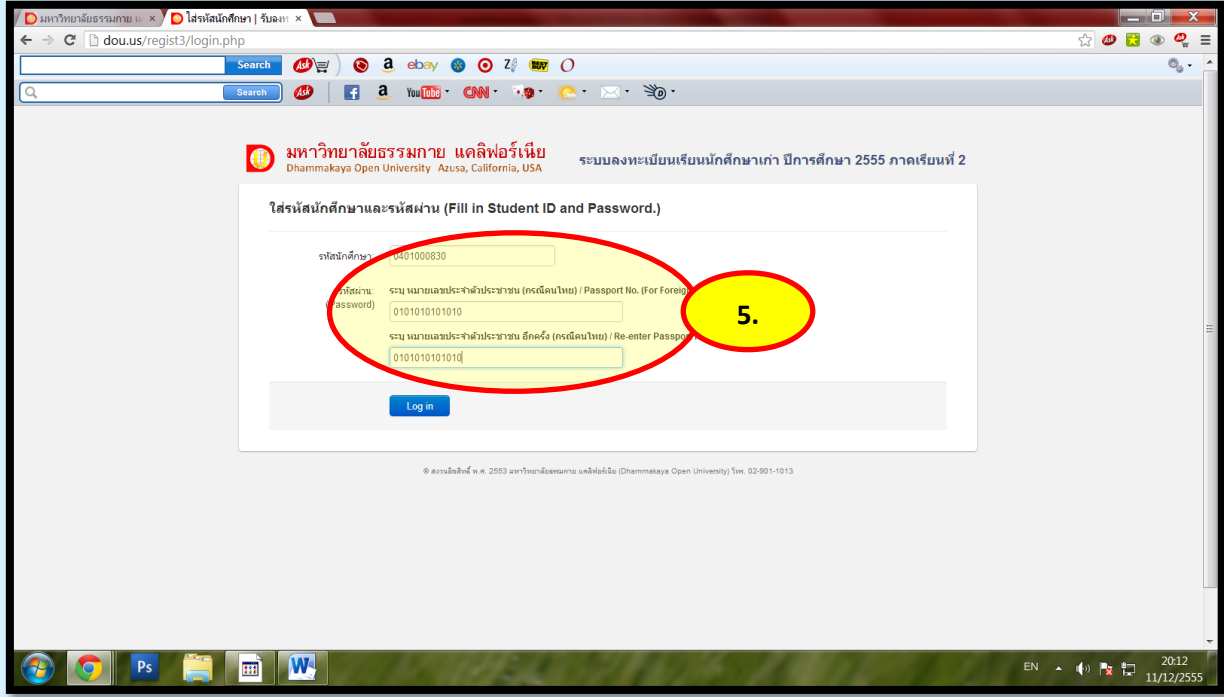 มหาวิทยาลัยธรรมกาย แ
ใส่รหัสนักศึกษา | รับลงท
dou.us/regist3/login.php
Search
Ask
a
ebay
Search
Ask
a
YouTube
CNN
มหาวิทยาลัยธรรมกาย แคลิฟอร์เนีย
Dhammakaya Open University Azusa, California, USA
ระบบลงทะเบียนเรียนนักศึกษาเก่า ปีการศึกษา 2555 ภาคเรียนที่ 2
ใส่รหัสนักศึกษาและรหัสผ่าน (Fill in Student ID and Password.)
รหัสนักศึกษา:
0401000830
รหัสผ่าน:
(Password)
ระบุ หมายเลขประจำตัวประชาชน (กรณีคนไทย) / Passport No. (For Foreig
0101010101010
ระบุ หมายเลขประจำตัวประชาชน อีกครั้ง (กรณีคนไทย) / Re-enter Passpor
0101010101010
5.
Log in
© สงวนลิขสิทธิ์ พ.ศ. 2553 มหาวิทยาลัยธรรมกาย แคลิฟอร์เนีย (Dhammakaya Open University) โทร. 02-901-1013
Ps
W
EN
20:12
11/12/2555